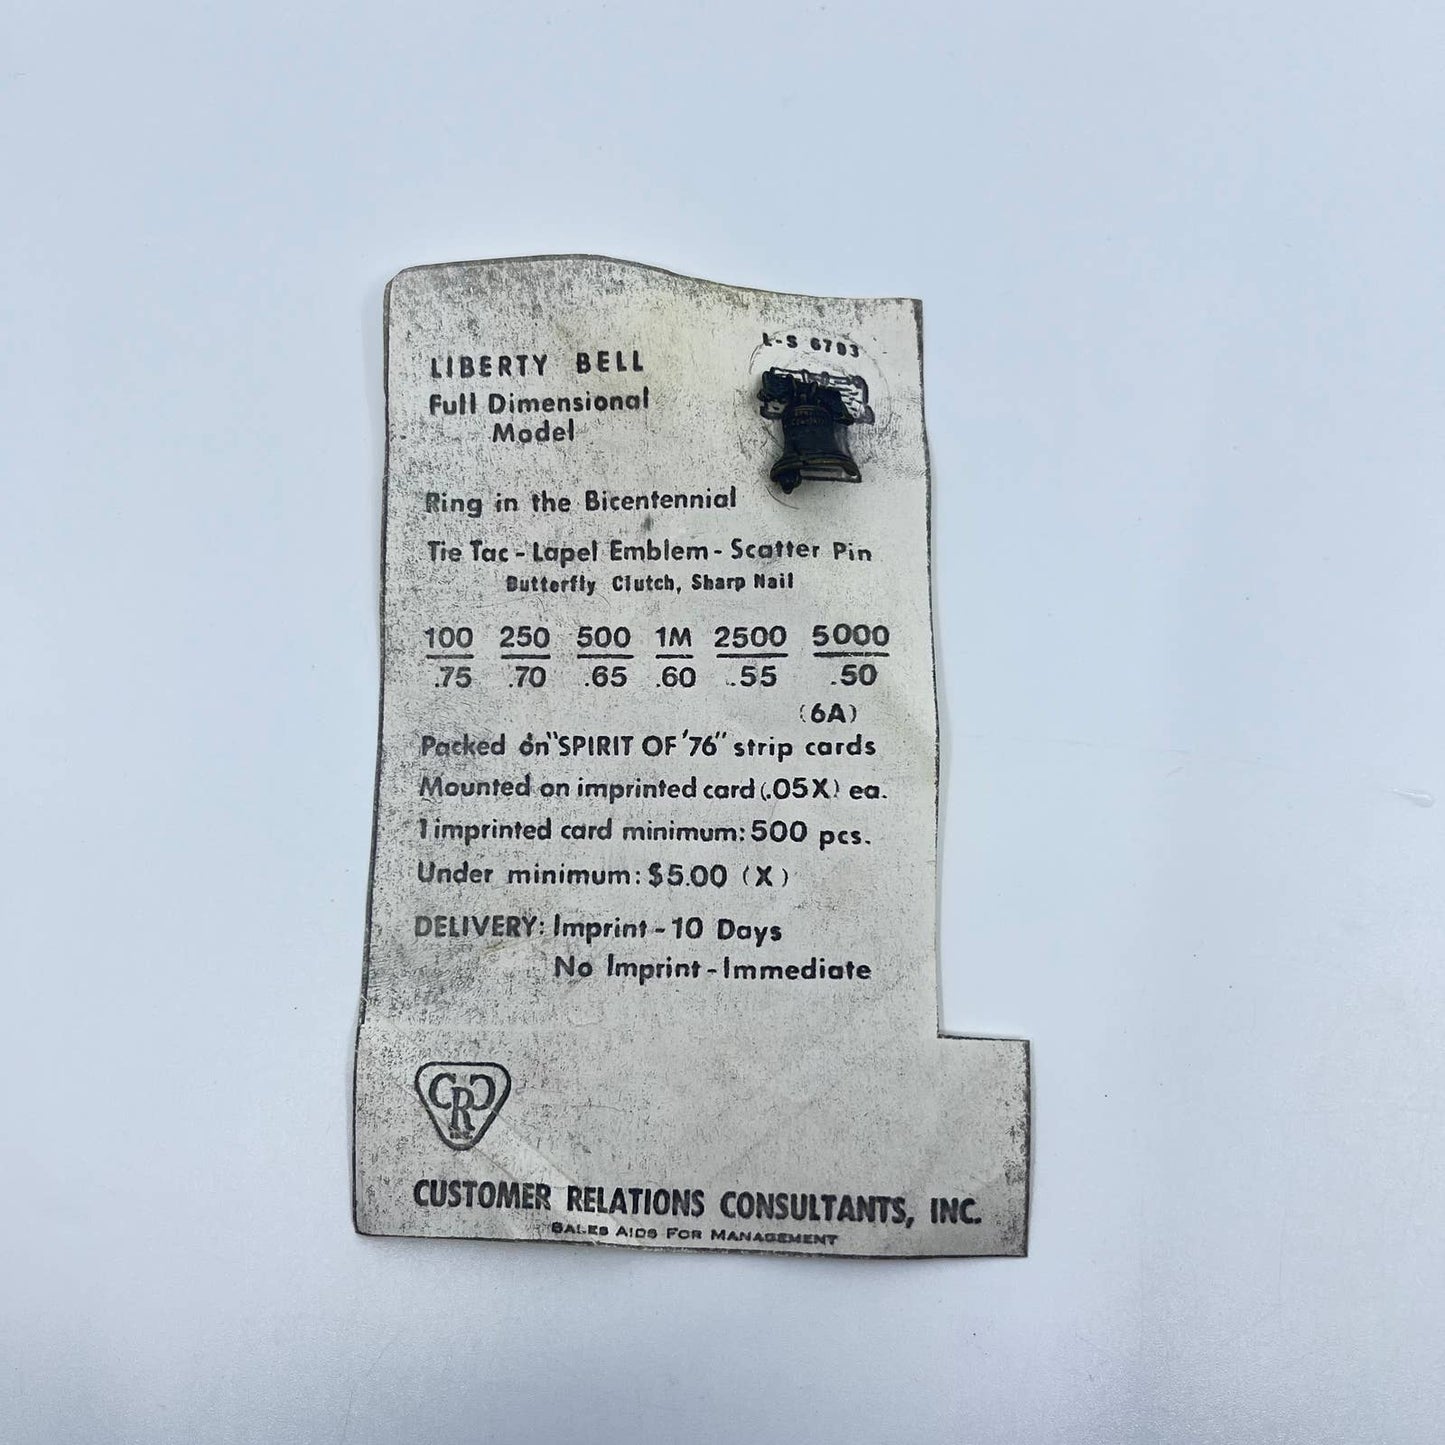 L-S 6793
LIBERTY BELL
Full Dimensional
Model
Ring in the Bicentennial
Tie Tac - Lapel Emblem - Scatter Pin
Butterfly Clutch, Sharp Nail
100 250 500 1M 2500 5000
.75 .70 .65 .60 .55 .50
(6A)
Packed on "SPIRIT OF '76" strip cards
Mounted on imprinted card (.05X) ea.
1 imprinted card minimum: 500 pcs.
Under minimum: $5.00 (X)
DELIVERY: Imprint - 10 Days
No Imprint - Immediate
CRC
CUSTOMER RELATIONS CONSULTANTS, INC.
SALES AIDS FOR MANAGEMENT